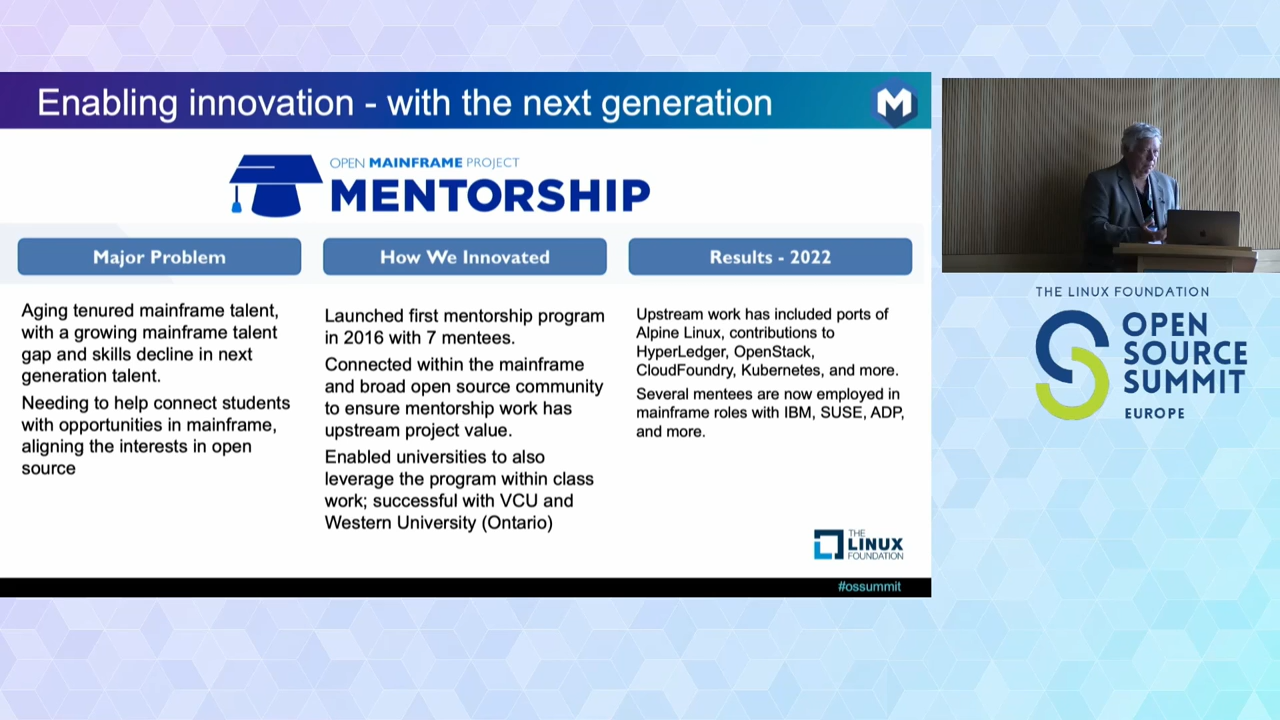 Enabling innovation - with the next generation
M
OPEN MAINFRAME PROJECT
MENTORSHIP
Major Problem
Aging tenured mainframe talent,
with a growing mainframe talent
gap and skills decline in next
generation talent.
Needing to help connect students
with opportunities in mainframe,
aligning the interests in open
source
How We Innovated
Launched first mentorship program
in 2016 with 7 mentees.
Connected within the mainframe
and broad open source community
to ensure mentorship work has
upstream project value.
Enabled universities to also
leverage the program within class
work; successful with VCU and
Western University (Ontario)
Results - 2022
Upstream work has included ports of
Alpine Linux, contributions to
HyperLedger, OpenStack,
CloudFoundry, Kubernetes, and more.
Several mentees are now employed in
mainframe roles with IBM, SUSE, ADP,
and more.
THE
LINUX
FOUNDATION
#ossummit
THE LINUX FOUNDATION
OPEN
SOURCE
SUMMIT
EUROPE